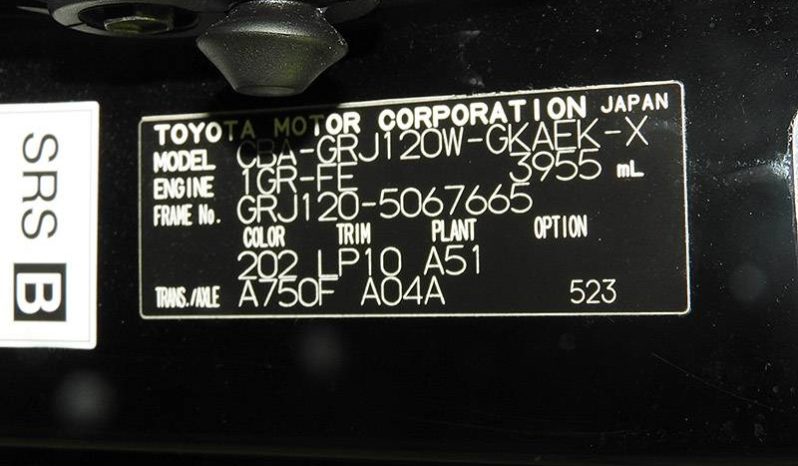 TOYOTA MOTOR CORPORATION JAPAN
MODEL CBA-GRJ120W-GKAEK-X
ENGINE 1GR-FE 3955 mL
FRAME No. GRJ120-5067665
COLOR TRIM PLANT OPTION
202 LP10 A51
TRANS./AXLE A750F A04A 523
SRS B